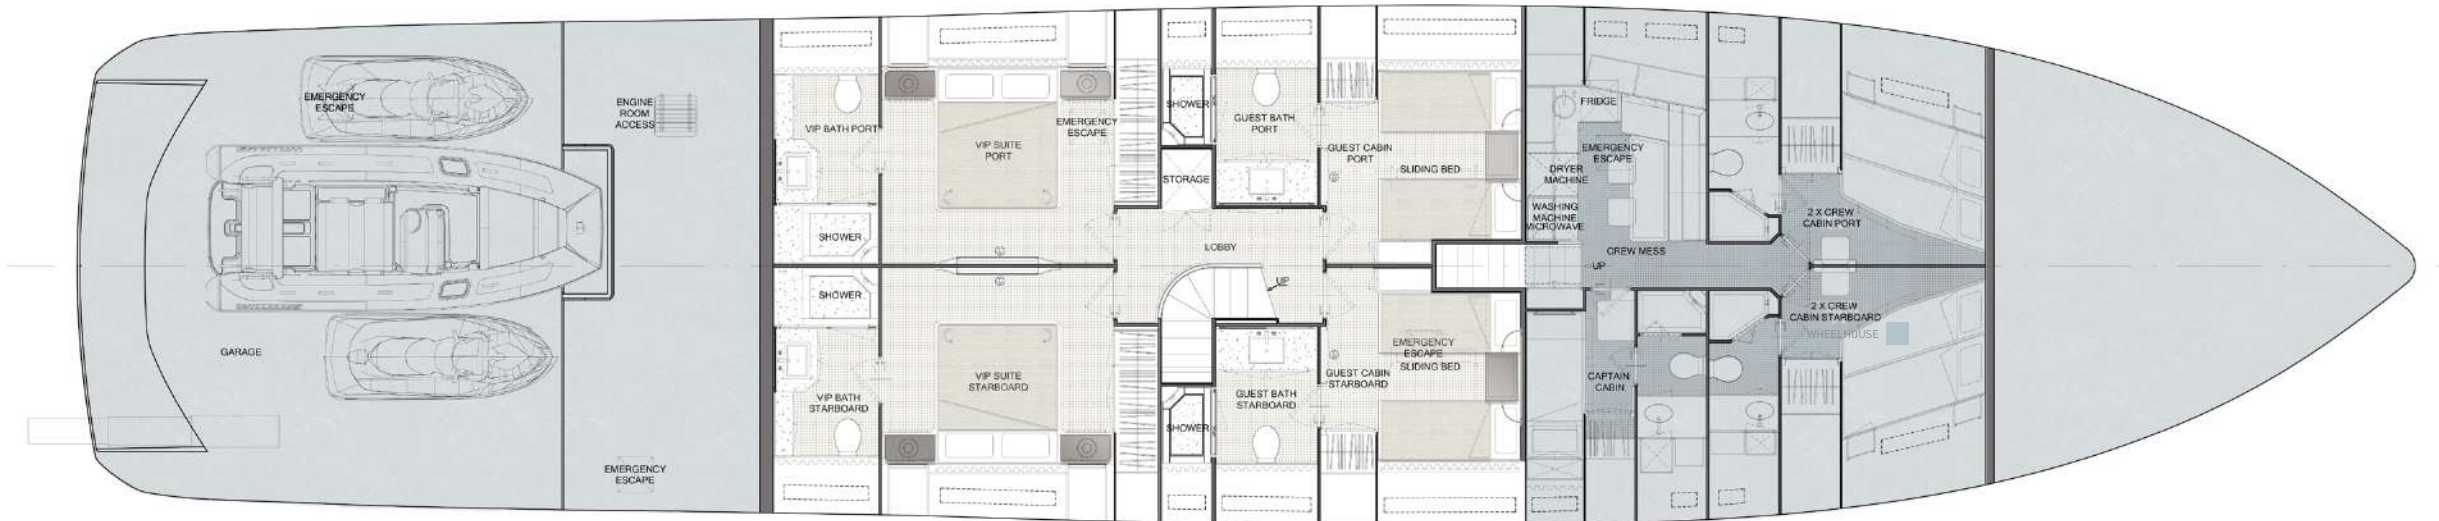 EMERGENCY
ESCAPE
ENGINE
ROOM
ACCESS
GARAGE
EMERGENCY
ESCAPE
VIP BATH PORT
SHOWER
SHOWER
VIP BATH
STARBOARD
VIP SUITE
PORT
EMERGENCY
ESCAPE
VIP SUITE
STARBOARD
SHOWER
STORAGE
GUEST BATH
PORT
LOBBY
UP
GUEST BATH
STARBOARD
SHOWER
GUEST CABIN
PORT
SLIDING BED
EMERGENCY
ESCAPE
SLIDING BED
GUEST CABIN
STARBOARD
FRIDGE
EMERGENCY
ESCAPE
DRYER
MACHINE
WASHING
MACHINE
MICROWAVE
CREW MESS
UP
CAPTAIN
CABIN
2 X CREW
CABIN PORT
2 X CREW
CABIN STARBOARD
WHEELHOUSE